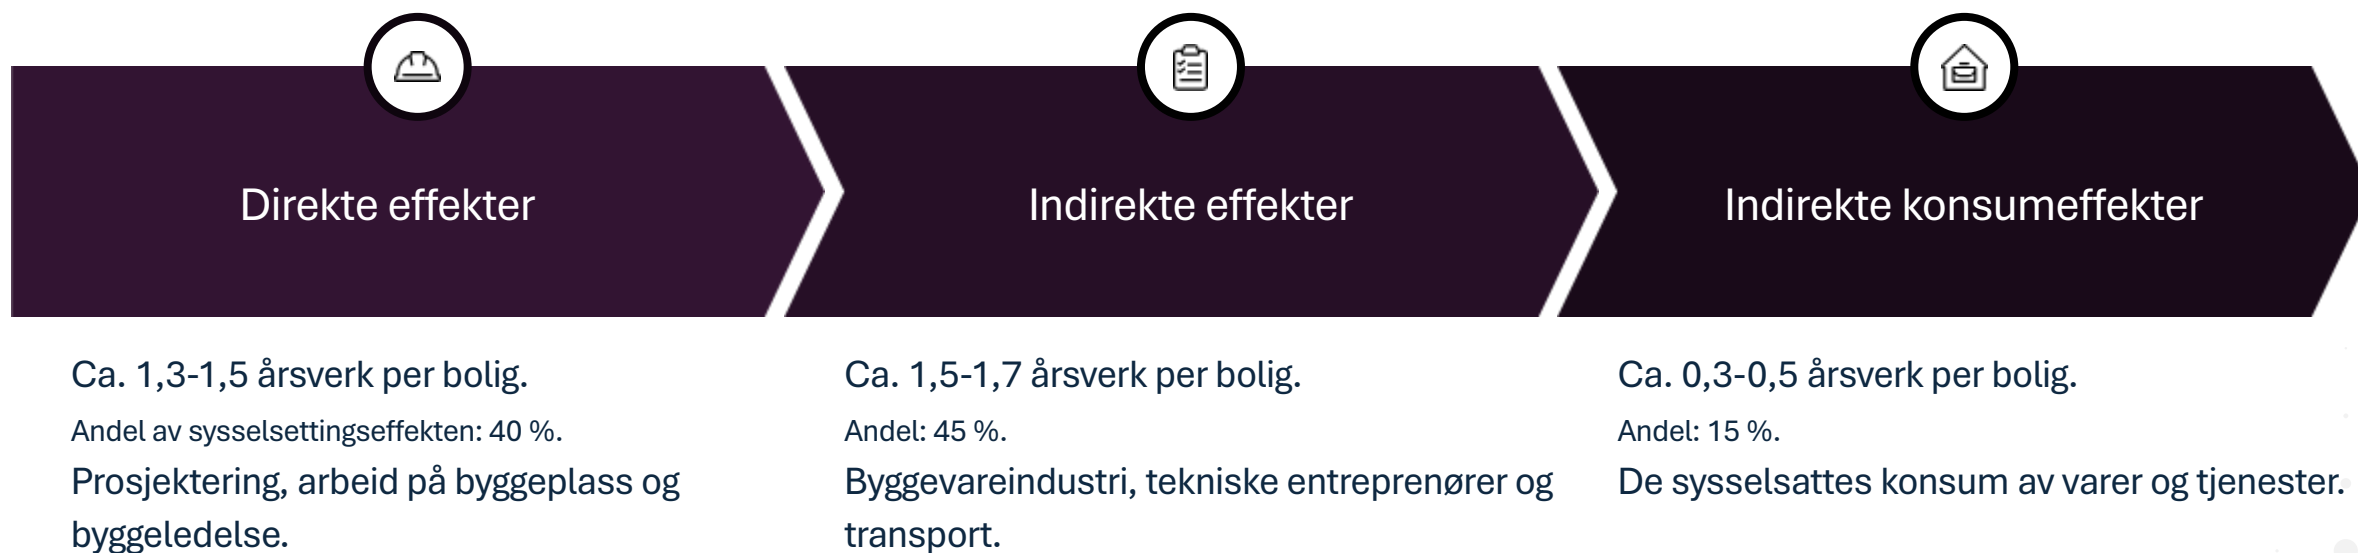 Direkte effekter
Indirekte effekter
Indirekte konsumeffekter
Ca. 1,3-1,5 årsverk per bolig.
Andel av sysselsettingseffekten: 40 %.
Prosjektering, arbeid på byggeplass og
byggeledelse.
Ca. 1,5-1,7 årsverk per bolig.
Andel: 45 %.
Byggevareindustri, tekniske entreprenører og
transport.
Ca. 0,3-0,5 årsverk per bolig.
Andel: 15 %.
De sysselsattes konsum av varer og tjenester.